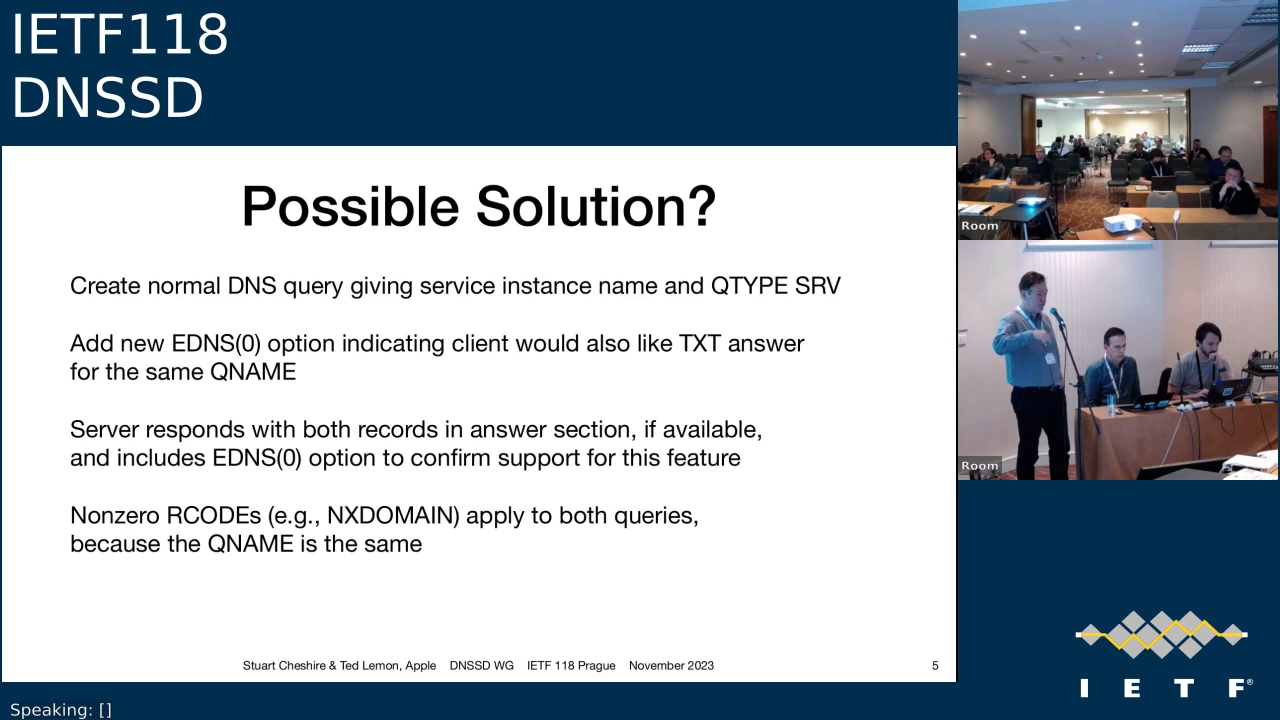 IETF118
DNSSD
Possible Solution?
Create normal DNS query giving service instance name and QTYPE SRV
Add new EDNS(0) option indicating client would also like TXT answer
for the same QNAME
Server responds with both records in answer section, if available,
and includes EDNS(0) option to confirm support for this feature
Nonzero RCODEs (e.g., NXDOMAIN) apply to both queries,
because the QNAME is the same
Stuart Cheshire & Ted Lemon, Apple DNSSD WG IETF 118 Prague November 2023 5
Room
Room
I E T F®
Speaking: []